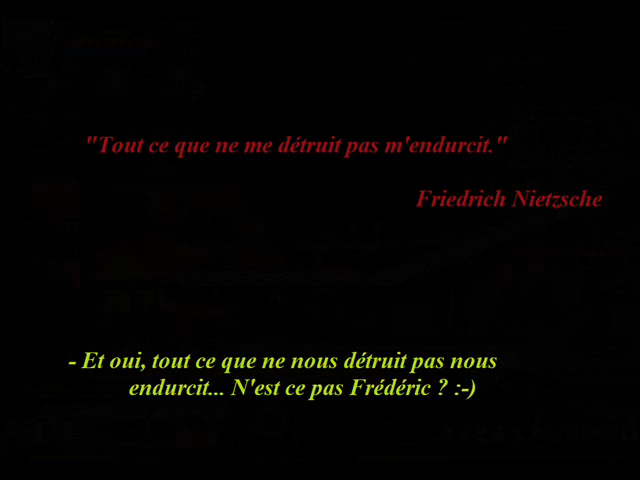 "Tout ce que ne me détruit pas m'endurcit."
Friedrich Nietzsche
- Et oui, tout ce que ne nous détruit pas nous
endurcit... N'est ce pas Frédéric ? :-)